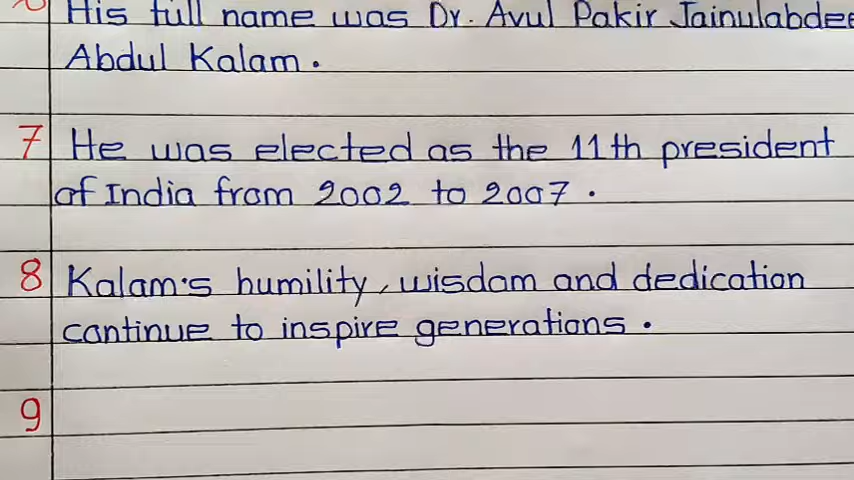 His full name was Dr. Avul Pakir
Abdul Kalam.
7 He was elected as the 11th president
of India from 2002 to 2007.
8 Kalam's humility, wisdom and dedication
continue to inspire generations.
9